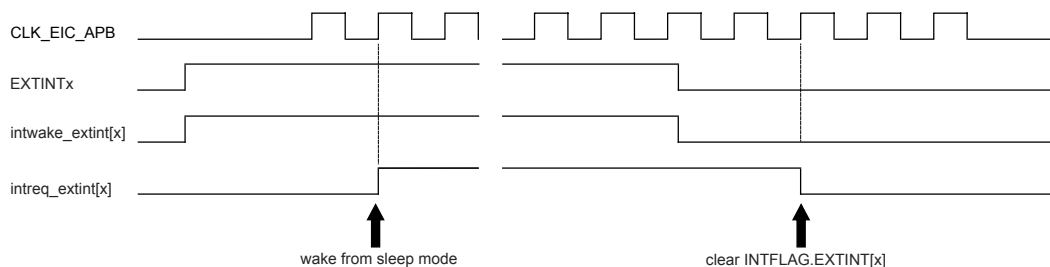 CLK_EIC_APB
EXTINTx
intwake_extint[x]
intreq_extint[x]
wake from sleep mode
clear INTFLAG.EXTINT[x]